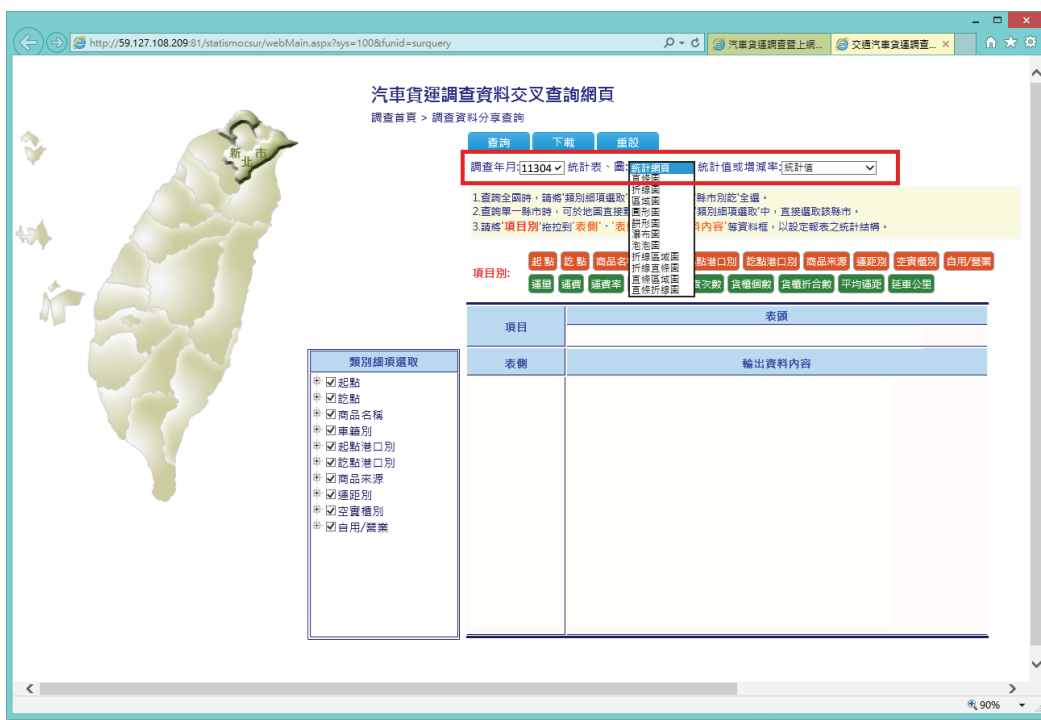 http://59.127.108.209:81/statismocsur/webMain.aspx?sys=100&funid=surquery
汽車貨運調查暨上網...
交通汽車貨運調查...
汽車貨運調查資料交叉查詢網頁
調查首頁 > 調查資料分享查詢
查詢 下載 重設
調查年月:11304 統計表、圖:統計網頁 統計值或增減率:統計值
直條圖
折線圖
區域圖
圓形圖
餅形圖
瀑布圖
泡泡圖
折線區域圖
折線直條圖
直條區域圖
直條折線圖
1.查詢全國時，請將'類別細項選取' 縣市別訖'全選。
2.查詢單一縣市時，可於地圖直接 '類別細項選取'中，直接選取該縣市。
3.請將'項目別'拖拉到'表側'、'表 料內容'等資料框，以設定報表之統計結構。
項目別:
起點 訖點 商品名 點港口別 訖點港口別 商品來源 運距別 空實櫃別 自用/營業
運量 運費 運費率 貨次數 貨櫃個數 貨櫃折合數 平均運距 延車公里
新北市
項目 表頭
表側 輸出資料內容
類別細項選取
起點
訖點
商品名稱
車籍別
起點港口別
訖點港口別
商品來源
運距別
空實櫃別
自用/營業
90%